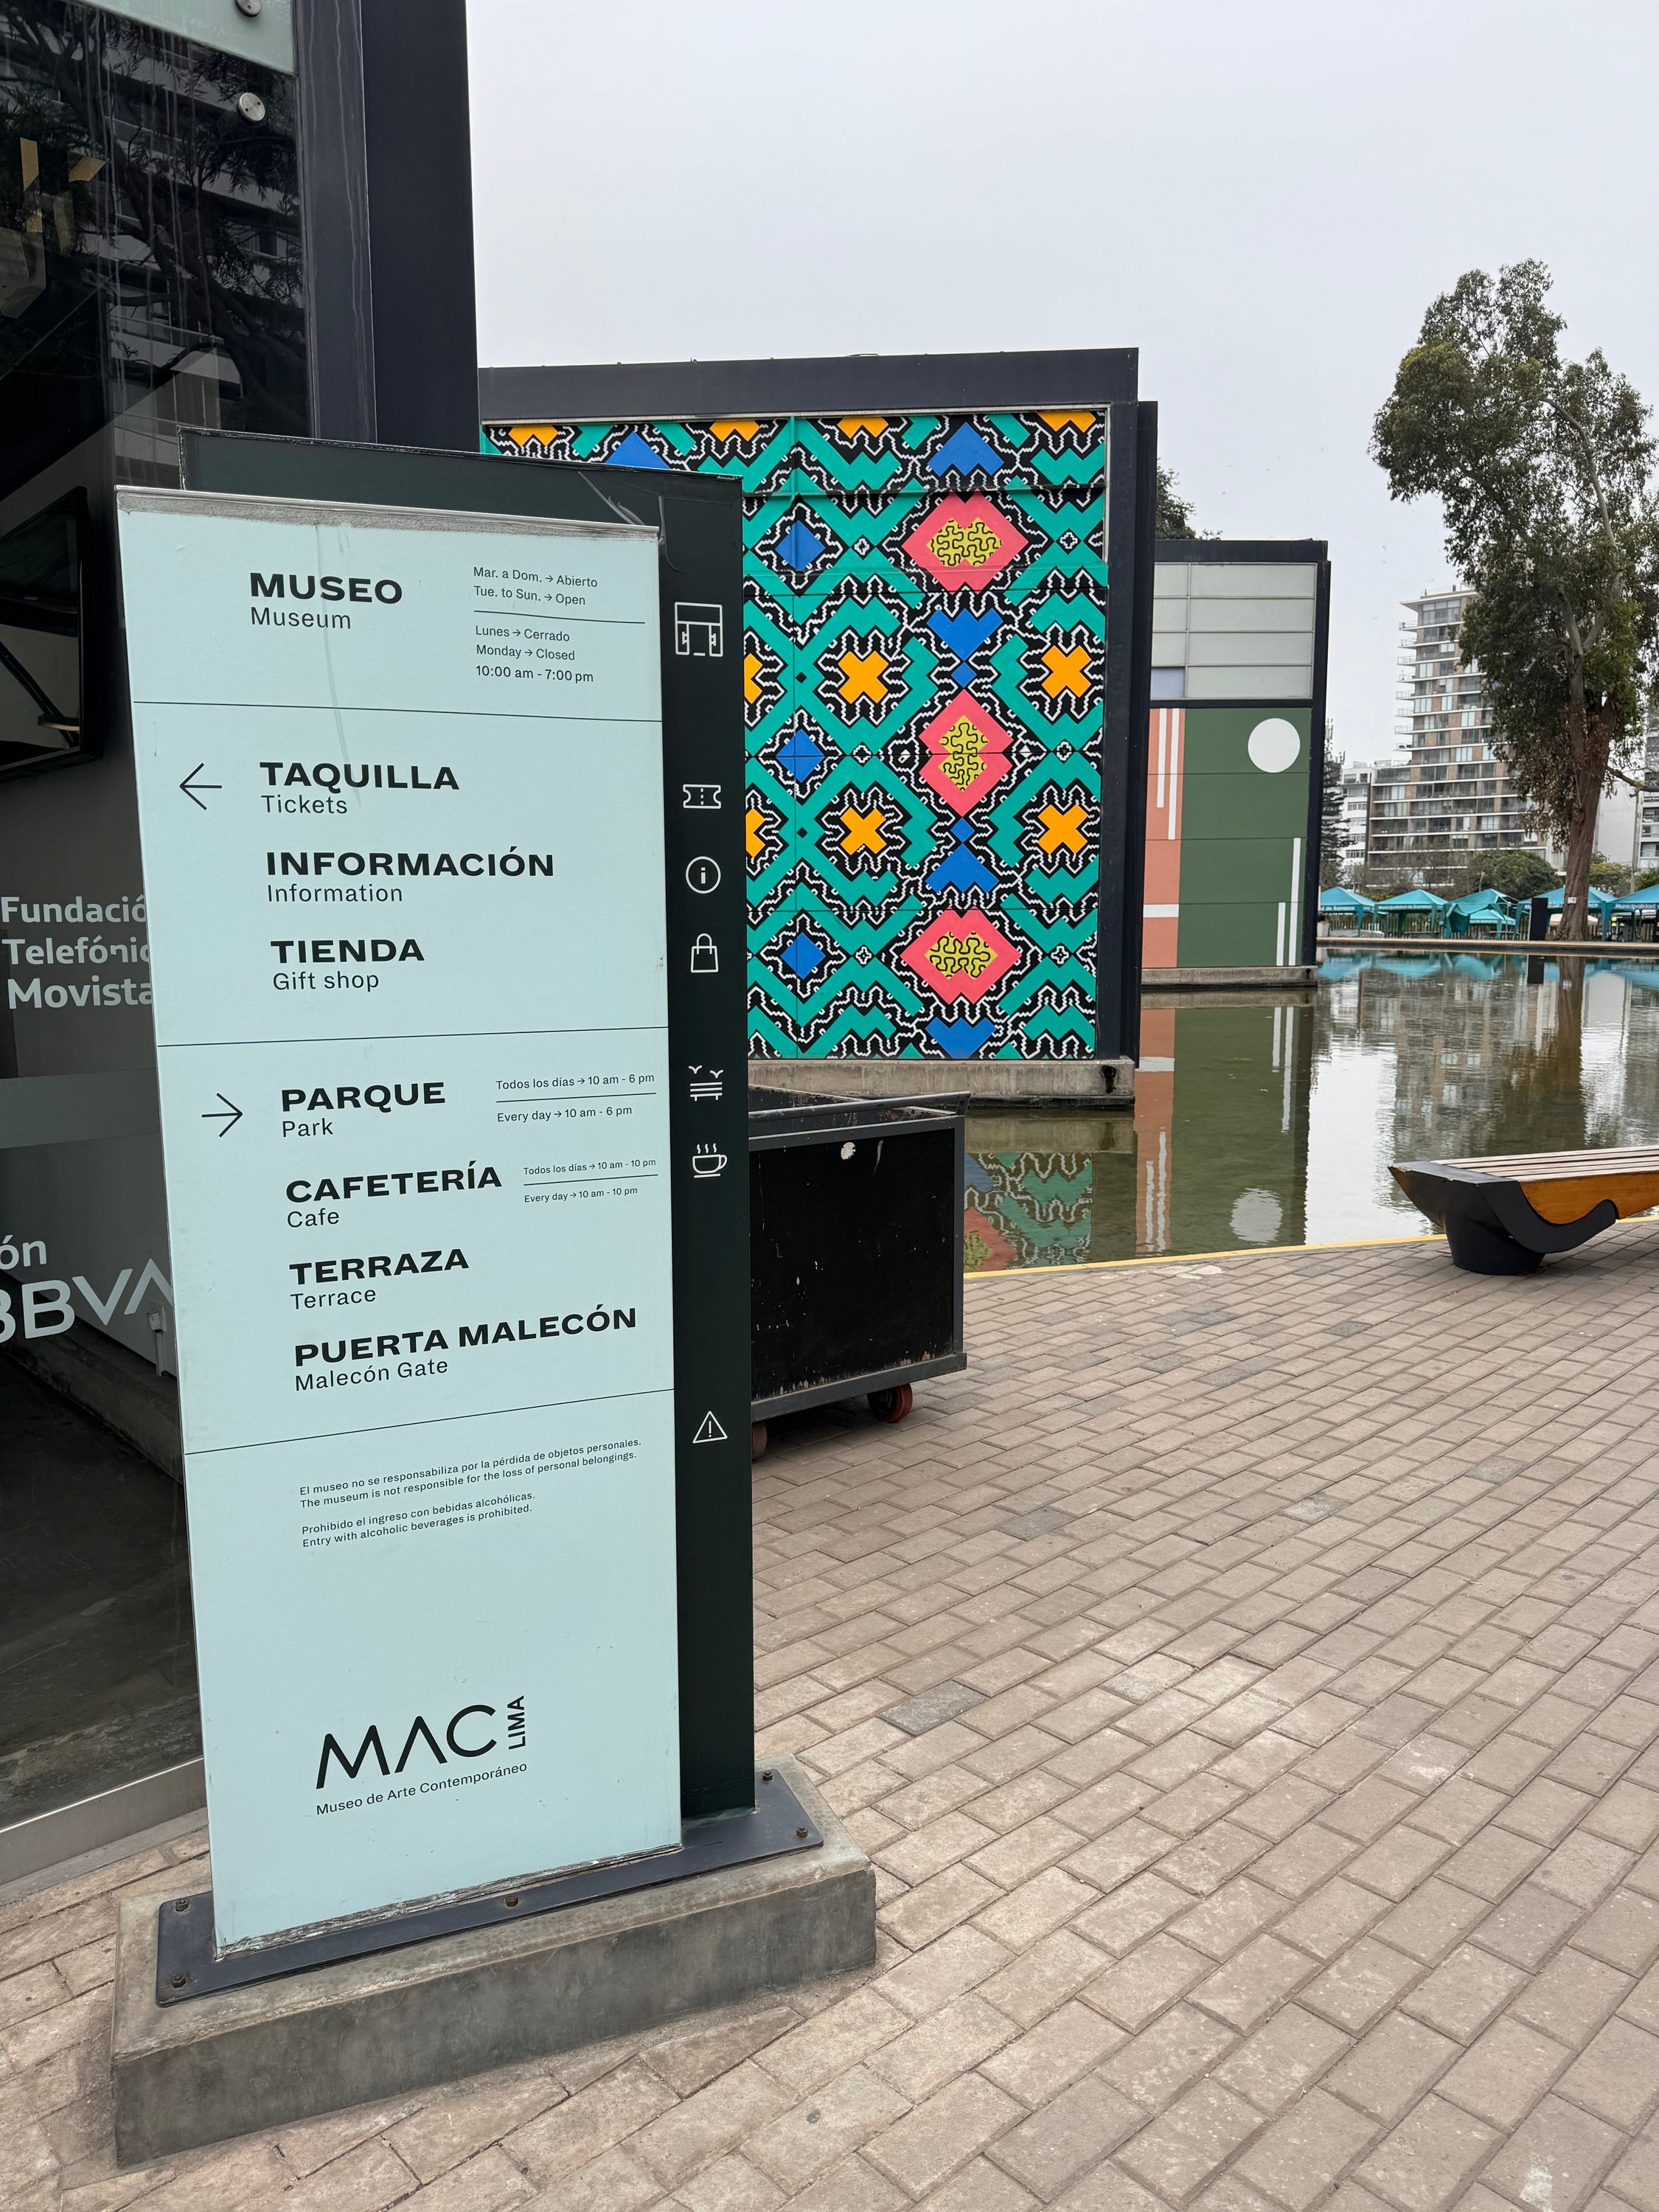 MUSEO
Museum
Mar. a Dom. → Abierto
Tue. to Sun. → Open
Lunes → Cerrado
Monday → Closed
10:00 am - 7:00 pm
← TAQUILLA
Tickets
INFORMACIÓN
Information
TIENDA
Gift shop
→ PARQUE
Park
Todos los días → 10 am - 6 pm
Every day → 10 am - 6 pm
CAFETERÍA
Cafe
Todos los días → 10 am - 10 pm
Every day → 10 am - 10 pm
TERRAZA
Terrace
PUERTA MALECÓN
Malecón Gate
El museo no se responsabiliza por la pérdida de objetos personales.
The museum is not responsible for the loss of personal belongings.
Prohibido el ingreso con bebidas alcohólicas.
Entry with alcoholic beverages is prohibited.
MAC LIMA
Museo de Arte Contemporáneo
Fundació
Telefónic
Movista
ón
BBVA